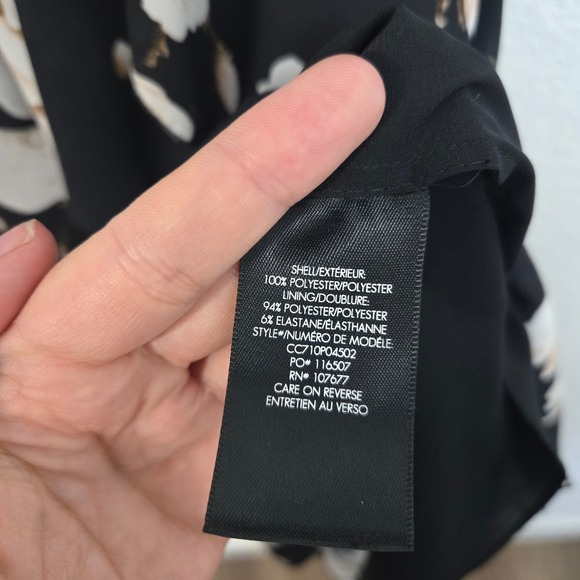 SHELL/EXTÉRIEUR:
100% POLYESTER/POLYESTER
LINING/DOUBLURE:
94% POLYESTER/POLYESTER
6% ELASTANE/ÉLASTHANNE
STYLE#/NUMÉRO DE MODÈLE:
CC710P04502
PO# 116507
RN# 107677
CARE ON REVERSE
ENTRETIEN AU VERSO